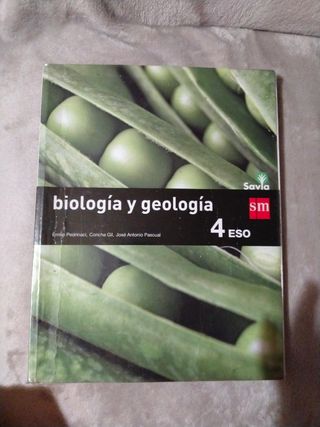 Savia
biología y geología
sm
Emilio Pedrinaci, Concha Gil, José Antonio Pascual
4 ESO